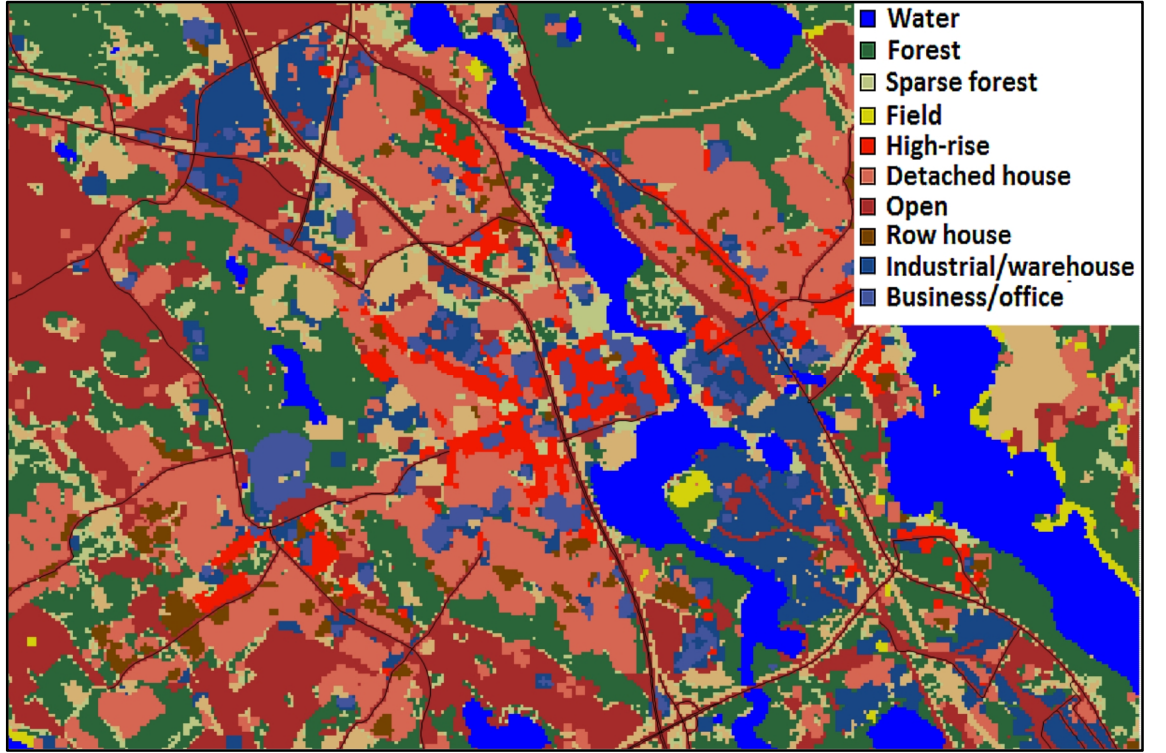 Water
Forest
Sparse forest
Field
High-rise
Detached house
Open
Row house
Industrial/warehouse
Business/office